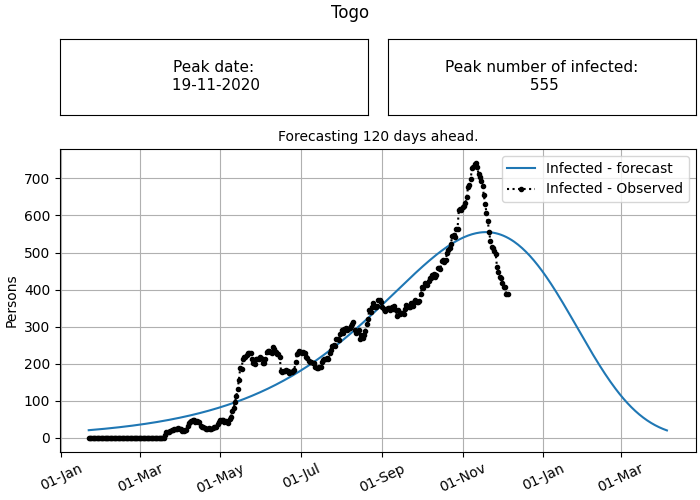 Togo
Peak date:
19-11-2020
Peak number of infected:
555
Forecasting 120 days ahead.
Infected - forecast
Infected - Observed
Persons
700
600
500
400
300
200
100
0
01-Jan
01-Mar
01-May
01-Jul
01-Sep
01-Nov
01-Jan
01-Mar